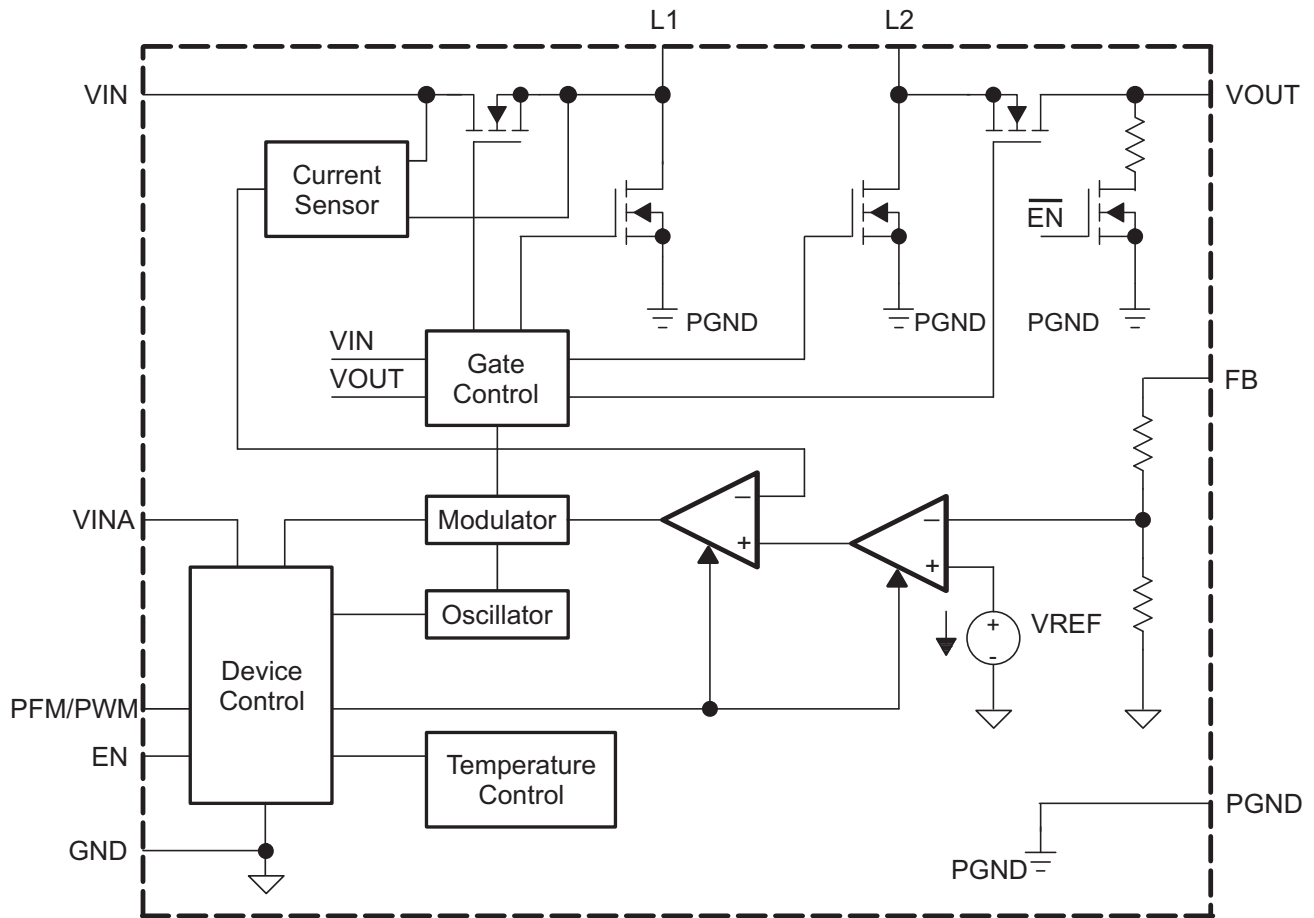 L1
L2
VIN
VOUT
Current
Sensor
EN
PGND
PGND
PGND
VIN
VOUT
Gate
Control
FB
VINA
Modulator
–
+
–
+
Oscillator
+
-
VREF
Device
Control
PFM/PWM
EN
Temperature
Control
PGND
GND
PGND